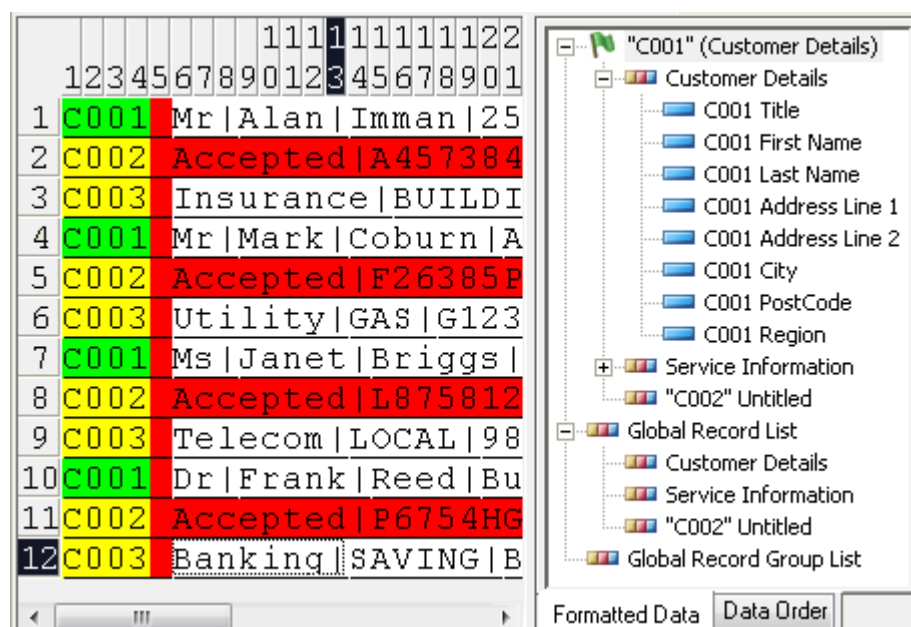 1 1 1 1 1 1 1 1 1 1 2 2
1 2 3 4 5 6 7 8 9 0 1 2 3 4 5 6 7 8 9 0 1
1 C001 Mr|Alan|Imman|25
2 C002 Accepted|A457384
3 C003 Insurance|BUILDI
4 C001 Mr|Mark|Coburn|A
5 C002 Accepted|F26385P
6 C003 Utility|GAS|G123
7 C001 Ms|Janet|Briggs|
8 C002 Accepted|L875812
9 C003 Telecom|LOCAL|98
10 C001 Dr|Frank|Reed|Bu
11 C002 Accepted|P6754HG
12 C003 Banking|SAVING|B
"C001" (Customer Details)
Customer Details
C001 Title
C001 First Name
C001 Last Name
C001 Address Line 1
C001 Address Line 2
C001 City
C001 PostCode
C001 Region
Service Information
"C002" Untitled
Global Record List
Customer Details
Service Information
"C002" Untitled
Global Record Group List
Formatted Data Data Order